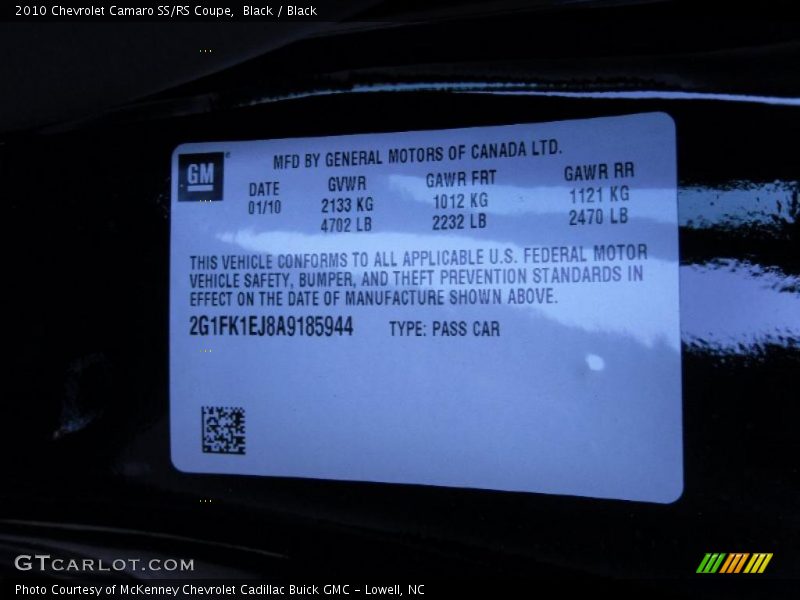 2010 Chevrolet Camaro SS/RS Coupe,  Black / Black
GM
MFD BY GENERAL MOTORS OF CANADA LTD.
DATE GVWR GAWR FRT GAWR RR
01/10 2133 KG 1012 KG 1121 KG
4702 LB 2232 LB 2470 LB
THIS VEHICLE CONFORMS TO ALL APPLICABLE U.S. FEDERAL MOTOR
VEHICLE SAFETY, BUMPER, AND THEFT PREVENTION STANDARDS IN
EFFECT ON THE DATE OF MANUFACTURE SHOWN ABOVE.
2G1FK1EJ8A9185944 TYPE: PASS CAR
GTCARLOT.COM
Photo Courtesy of McKenney Chevrolet Cadillac Buick GMC - Lowell, NC